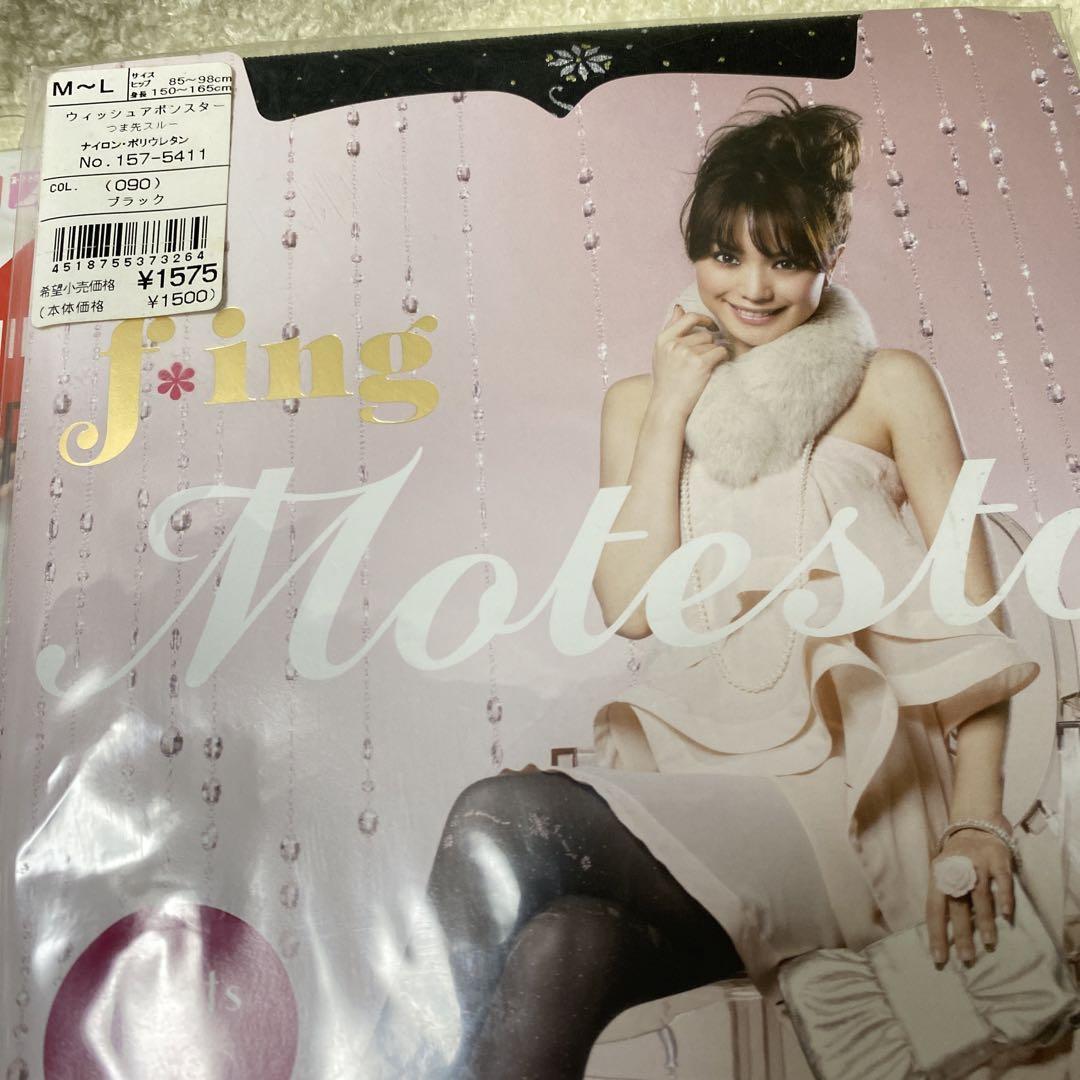 M～L
サイズ
ヒップ 85～98cm
身長 150～165cm
ウィッシュアポンスター
つま先スルー
ナイロン・ポリウレタン
No.157-5411
COL. (090)
ブラック
4518755373264
希望小売価格 ¥1575
(本体価格 ¥1500)
f*ing
Motesto
ts